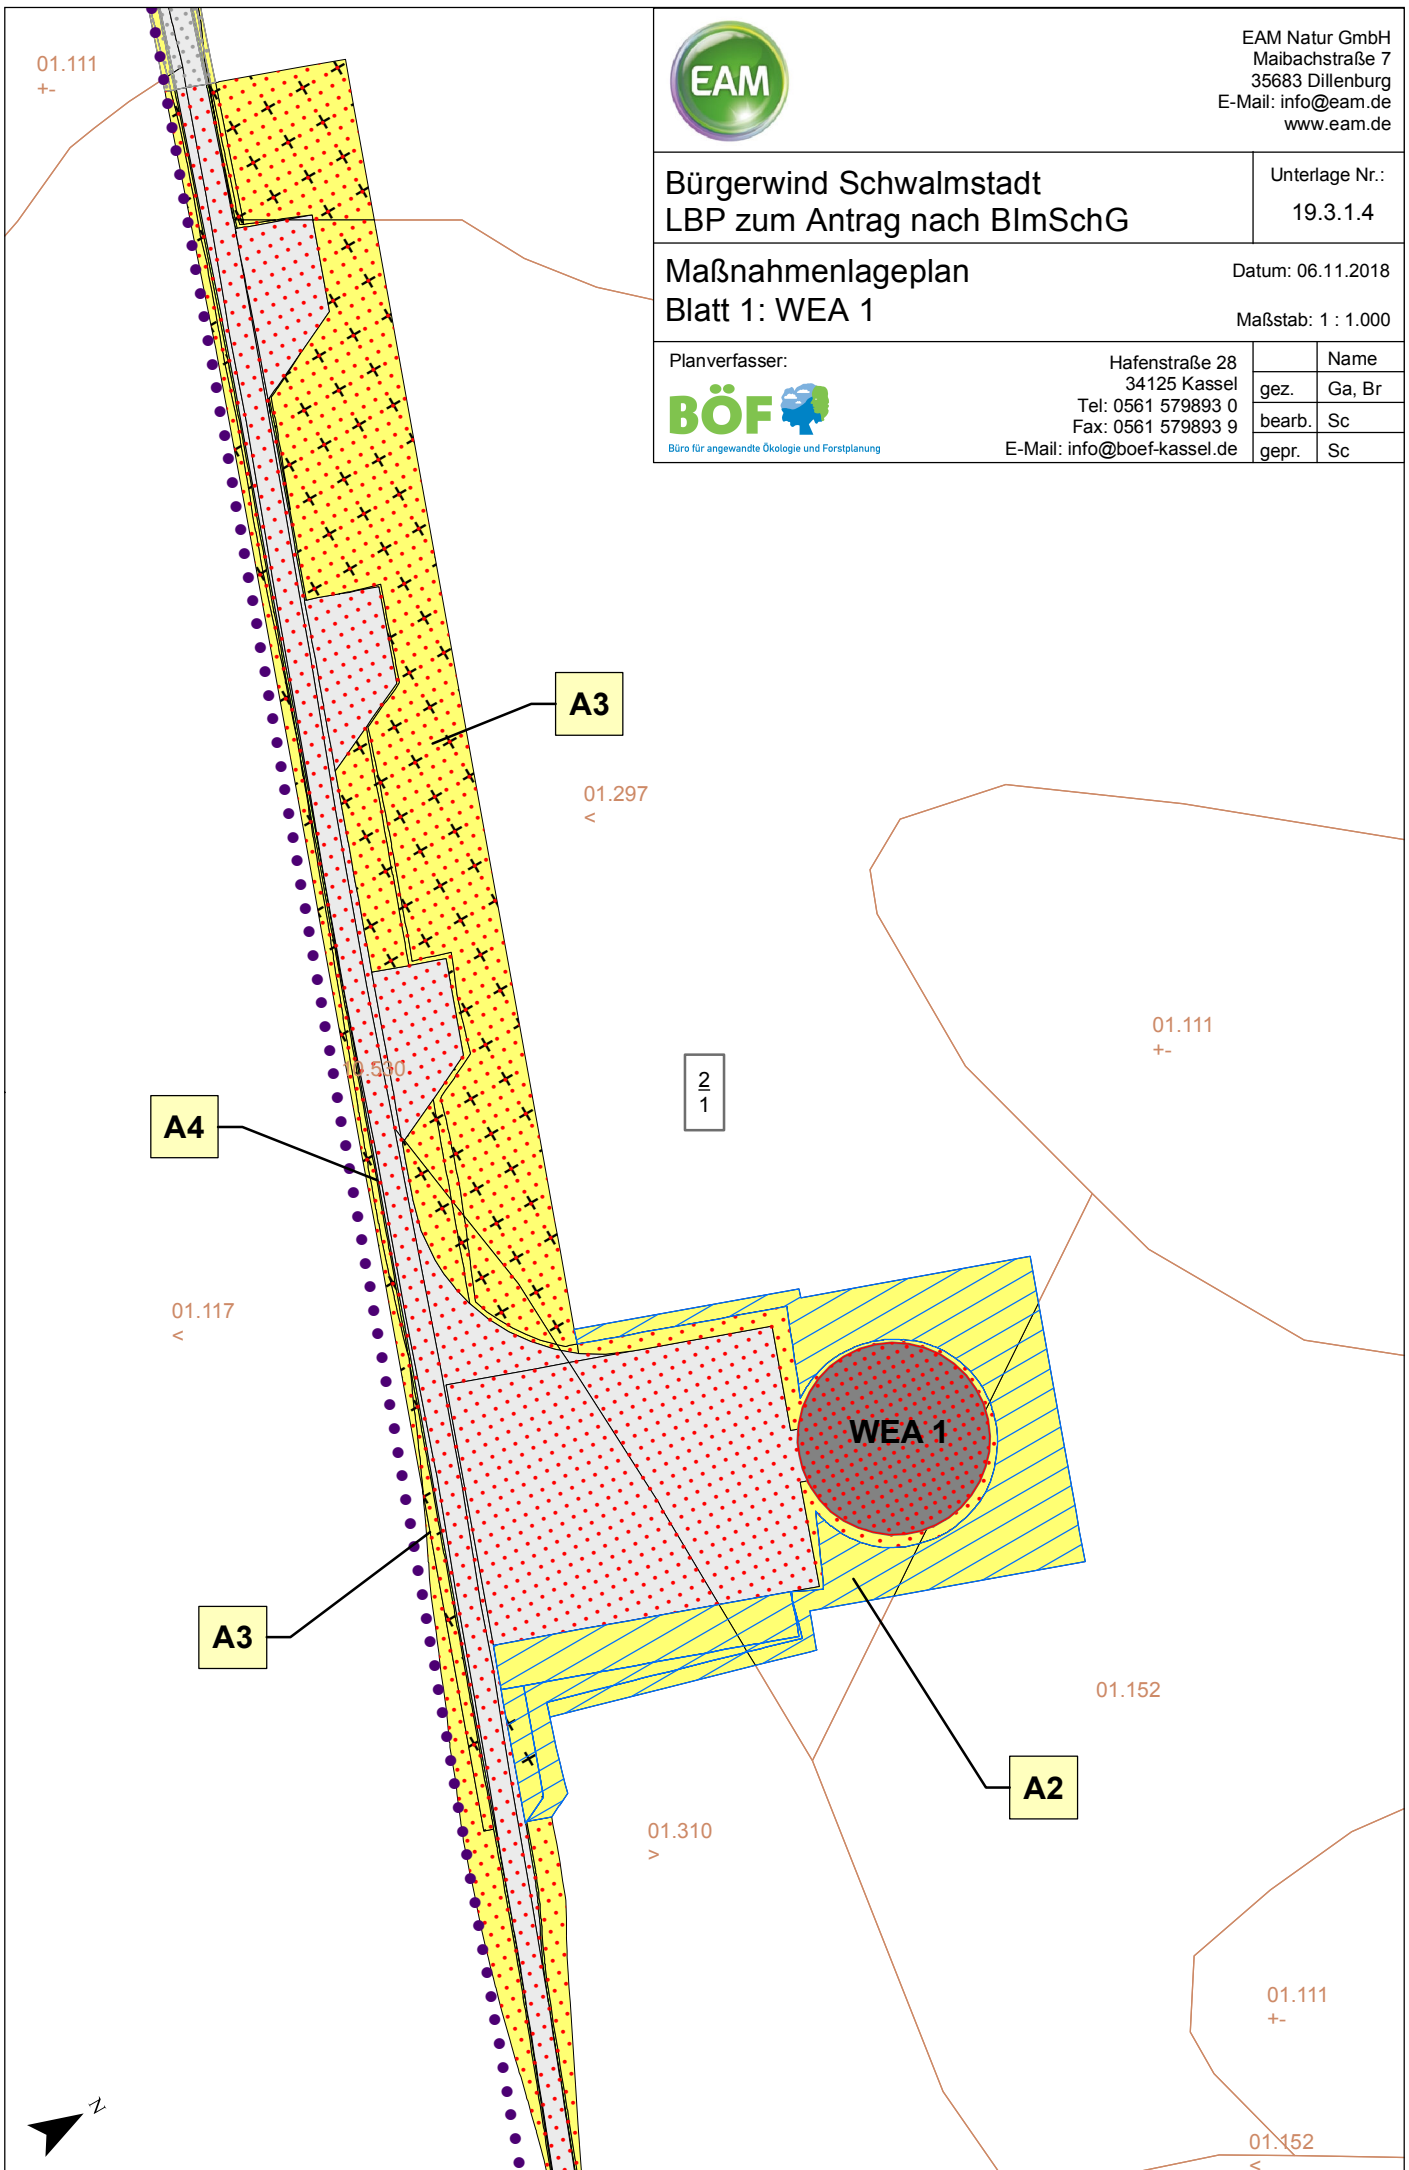 EAM
EAM Natur GmbH
Maibachstraße 7
35683 Dillenburg
E-Mail: info@eam.de
www.eam.de
Bürgerwind Schwalmstadt
LBP zum Antrag nach BImSchG
Unterlage Nr.:
19.3.1.4
Maßnahmenlageplan
Blatt 1: WEA 1
Datum: 06.11.2018
Maßstab: 1 : 1.000
Planverfasser:
BÖF
Büro für angewandte Ökologie und Forstplanung
Hafenstraße 28
34125 Kassel
Tel: 0561 579893 0
Fax: 0561 579893 9
E-Mail: info@boef-kassel.de
Name
gez. Ga, Br
bearb. Sc
gepr. Sc
01.111
+-
A3
01.297
<
01.111
+-
10.530
2
1
A4
01.117
<
WEA 1
A3
01.152
A2
01.310
>
01.111
+-
N
01.152
<